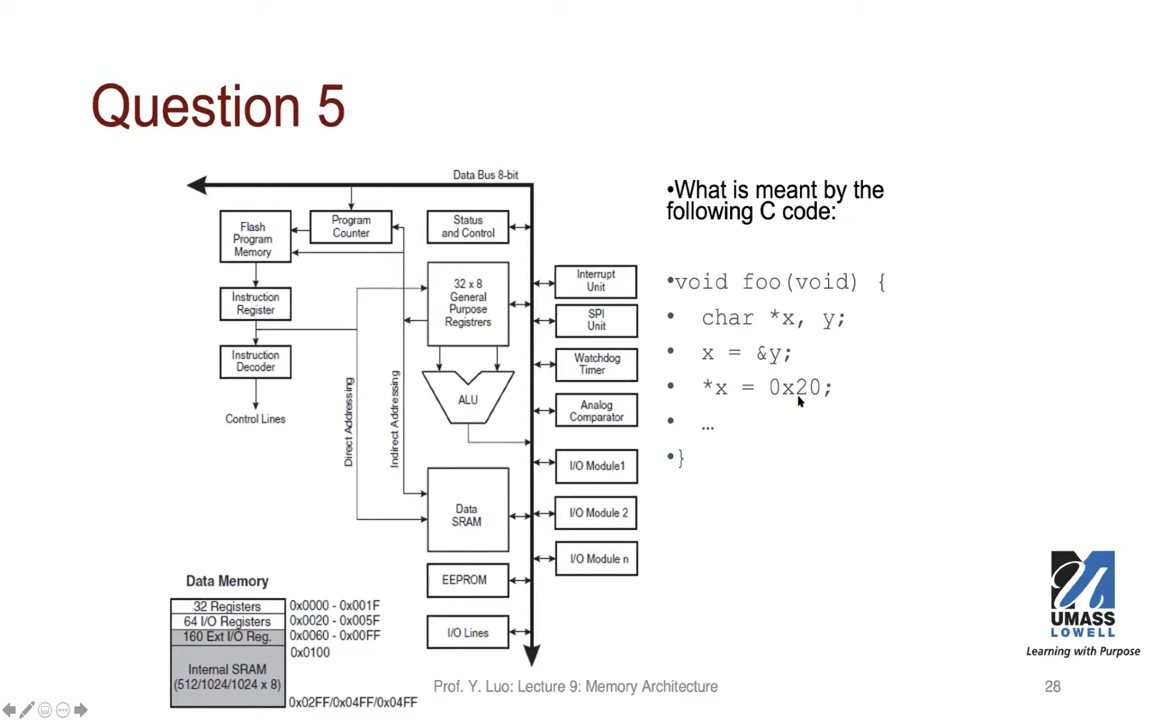 Question 5
Data Bus 8-bit
Flash
Program
Memory
Program
Counter
Status
and Control
Instruction
Register
32 x 8
General
Purpose
Registrers
Interrupt
Unit
SPI
Unit
Instruction
Decoder
Watchdog
Timer
Direct Addressing
Indirect Addressing
ALU
Analog
Comparator
Control Lines
I/O Module1
Data
SRAM
I/O Module 2
I/O Module n
EEPROM
I/O Lines
Data Memory
32 Registers 0x0000 - 0x001F
64 I/O Registers 0x0020 - 0x005F
160 Ext I/O Reg. 0x0060 - 0x00FF
0x0100
Internal SRAM
(512/1024/1024 x 8)
0x02FF/0x04FF/0x04FF
•What is meant by the
following C code:
•void foo(void) {
• char *x, y;
• x = &y;
• *x = 0x20;
• …
•}
UMASS
LOWELL
Learning with Purpose
Prof. Y. Luo: Lecture 9: Memory Architecture
28